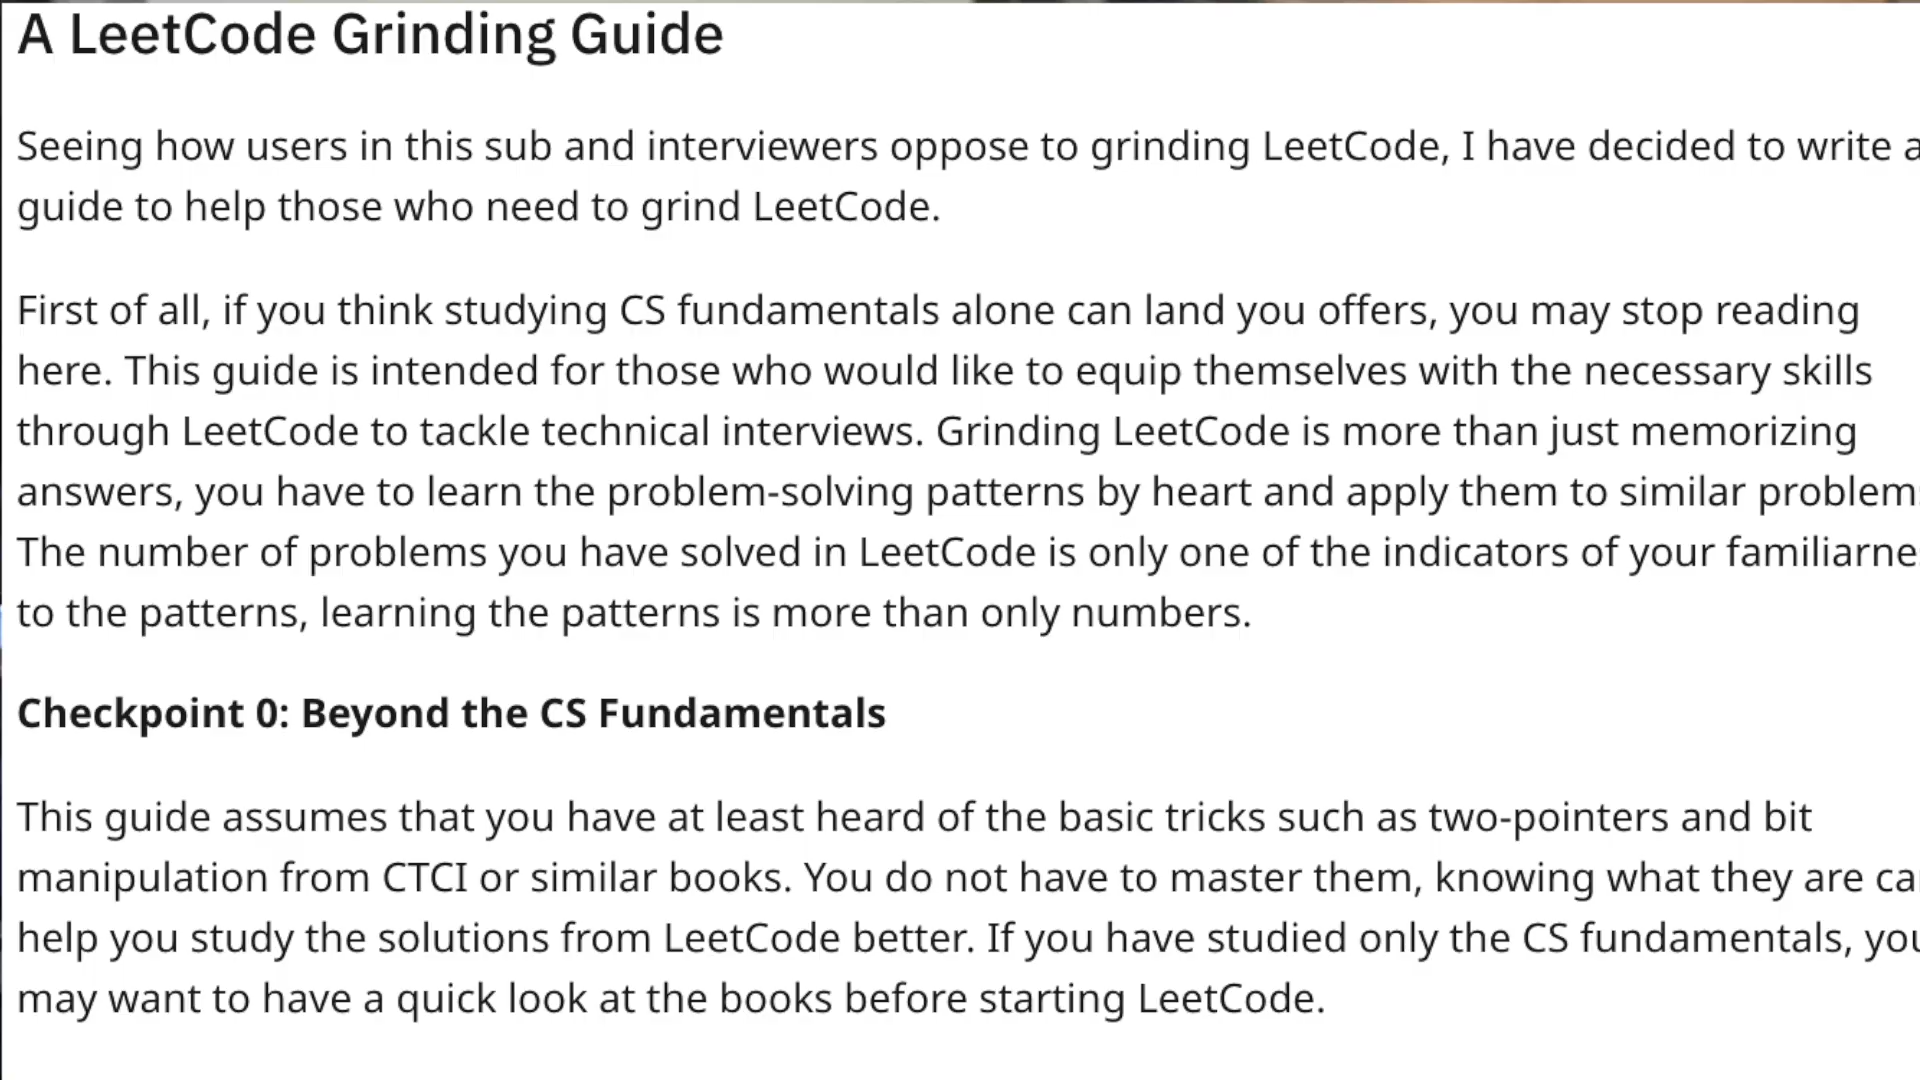 A LeetCode Grinding Guide
Seeing how users in this sub and interviewers oppose to grinding LeetCode, I have decided to write a
guide to help those who need to grind LeetCode.
First of all, if you think studying CS fundamentals alone can land you offers, you may stop reading
here. This guide is intended for those who would like to equip themselves with the necessary skills
through LeetCode to tackle technical interviews. Grinding LeetCode is more than just memorizing
answers, you have to learn the problem-solving patterns by heart and apply them to similar problem
The number of problems you have solved in LeetCode is only one of the indicators of your familiarne
to the patterns, learning the patterns is more than only numbers.
Checkpoint 0: Beyond the CS Fundamentals
This guide assumes that you have at least heard of the basic tricks such as two-pointers and bit
manipulation from CTCI or similar books. You do not have to master them, knowing what they are ca
help you study the solutions from LeetCode better. If you have studied only the CS fundamentals, you
may want to have a quick look at the books before starting LeetCode.